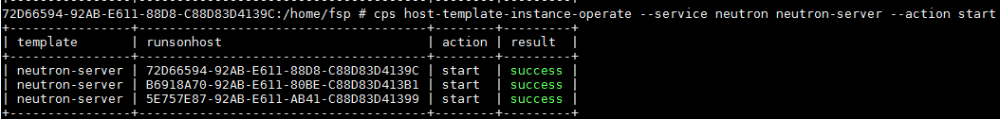 72D66594-92AB-E611-88D8-C88D83D4139C:/home/fsp # cps host-template-instance-operate --service neutron neutron-server --action start
+----------------+--------------------------------------+--------+---------+
| template       | runsonhost                           | action | result  |
+----------------+--------------------------------------+--------+---------+
| neutron-server | 72D66594-92AB-E611-88D8-C88D83D4139C | start  | success |
| neutron-server | B6918A70-92AB-E611-80BE-C88D83D413B1 | start  | success |
| neutron-server | 5E757E87-92AB-E611-AB41-C88D83D41399 | start  | success |
+----------------+--------------------------------------+--------+---------+